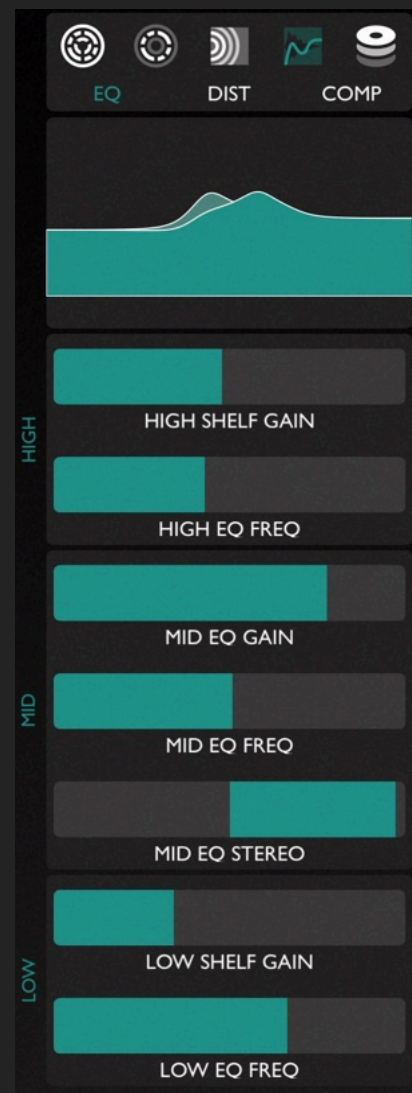 EQ DIST COMP
HIGH
HIGH SHELF GAIN
HIGH EQ FREQ
MID
MID EQ GAIN
MID EQ FREQ
MID EQ STEREO
LOW
LOW SHELF GAIN
LOW EQ FREQ